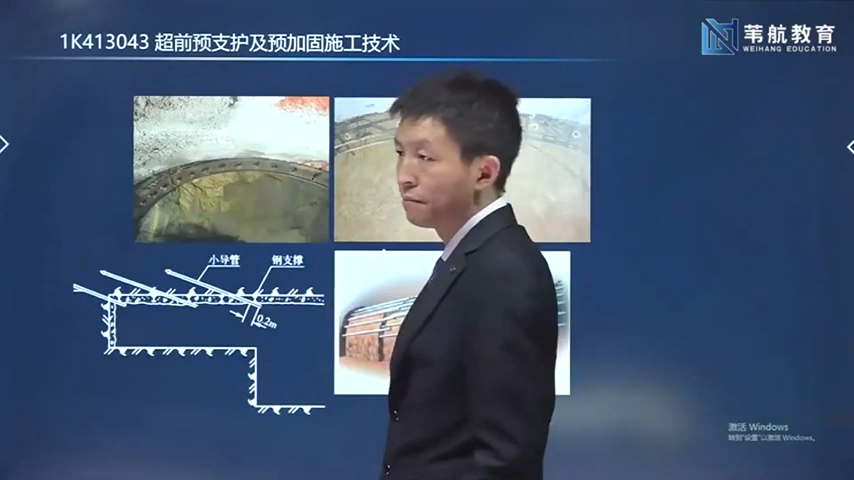 1K413043 超前预支护及预加固施工技术
苇航教育
WEIHANG EDUCATION
小导管
钢支撑
0.2m
激活 Windows
转到"设置"以激活 Windows。